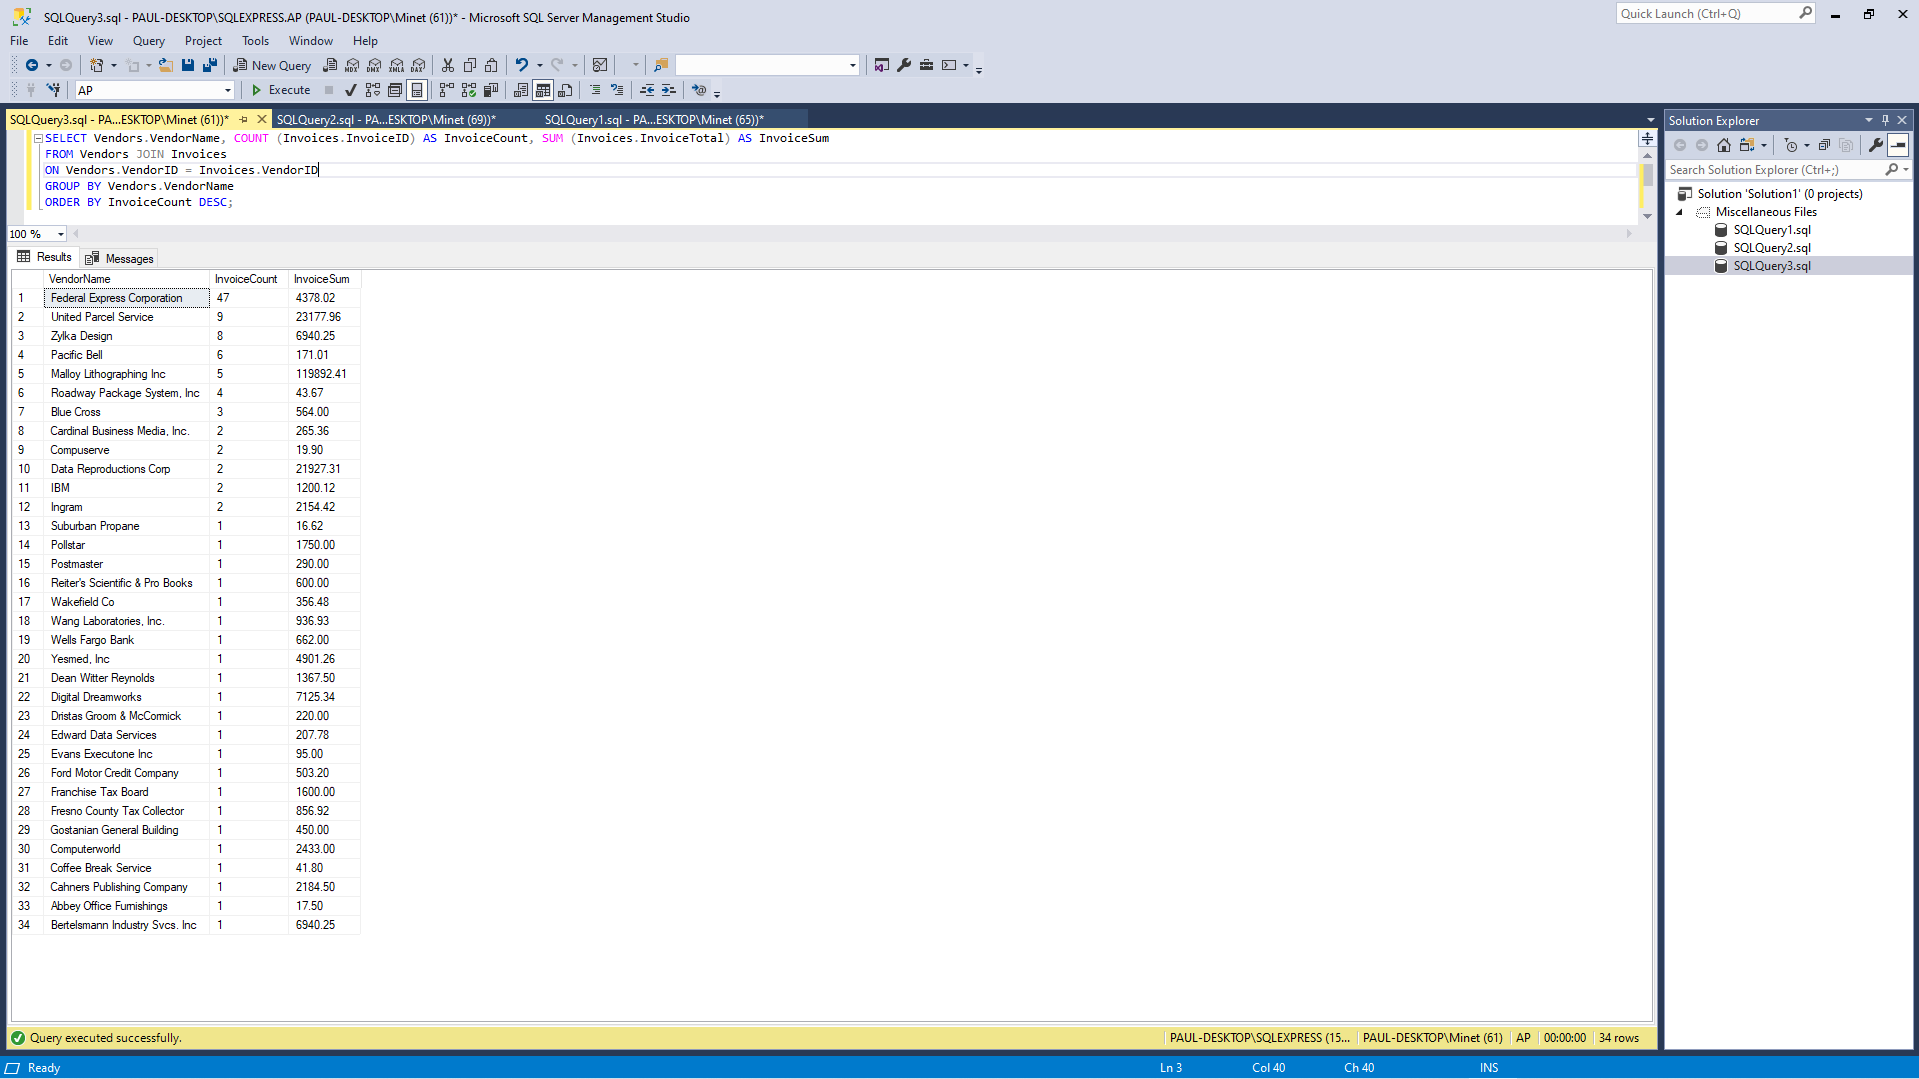 SQLQuery3.sql - PAUL-DESKTOP\SQLEXPRESS.AP (PAUL-DESKTOP\Minet (61))* - Microsoft SQL Server Management Studio
Quick Launch (Ctrl+Q)
File Edit View Query Project Tools Window Help
New Query
MDX DMX XMLA DAX
AP
Execute
SQLQuery3.sql - PA...ESKTOP\Minet (61))*
SQLQuery2.sql - PA...ESKTOP\Minet (69))*
SQLQuery1.sql - PA...ESKTOP\Minet (65))*
SELECT Vendors.VendorName, COUNT (Invoices.InvoiceID) AS InvoiceCount, SUM (Invoices.InvoiceTotal) AS InvoiceSum
FROM Vendors JOIN Invoices
ON Vendors.VendorID = Invoices.VendorID
GROUP BY Vendors.VendorName
ORDER BY InvoiceCount DESC;
100 %
Results Messages
VendorName InvoiceCount InvoiceSum
1 Federal Express Corporation 47 4378.02
2 United Parcel Service 9 23177.96
3 Zylka Design 8 6940.25
4 Pacific Bell 6 171.01
5 Malloy Lithographing Inc 5 119892.41
6 Roadway Package System, Inc 4 43.67
7 Blue Cross 3 564.00
8 Cardinal Business Media, Inc. 2 265.36
9 Compuserve 2 19.90
10 Data Reproductions Corp 2 21927.31
11 IBM 2 1200.12
12 Ingram 2 2154.42
13 Suburban Propane 1 16.62
14 Pollstar 1 1750.00
15 Postmaster 1 290.00
16 Reiter's Scientific & Pro Books 1 600.00
17 Wakefield Co 1 356.48
18 Wang Laboratories, Inc. 1 936.93
19 Wells Fargo Bank 1 662.00
20 Yesmed, Inc 1 4901.26
21 Dean Witter Reynolds 1 1367.50
22 Digital Dreamworks 1 7125.34
23 Dristas Groom & McCormick 1 220.00
24 Edward Data Services 1 207.78
25 Evans Executone Inc 1 95.00
26 Ford Motor Credit Company 1 503.20
27 Franchise Tax Board 1 1600.00
28 Fresno County Tax Collector 1 856.92
29 Gostanian General Building 1 450.00
30 Computerworld 1 2433.00
31 Coffee Break Service 1 41.80
32 Cahners Publishing Company 1 2184.50
33 Abbey Office Furnishings 1 17.50
34 Bertelsmann Industry Svcs. Inc 1 6940.25
Query executed successfully.
PAUL-DESKTOP\SQLEXPRESS (15... PAUL-DESKTOP\Minet (61) AP 00:00:00 34 rows
Solution Explorer
Search Solution Explorer (Ctrl+;)
Solution 'Solution1' (0 projects)
Miscellaneous Files
SQLQuery1.sql
SQLQuery2.sql
SQLQuery3.sql
Ready
Ln 3 Col 40 Ch 40 INS